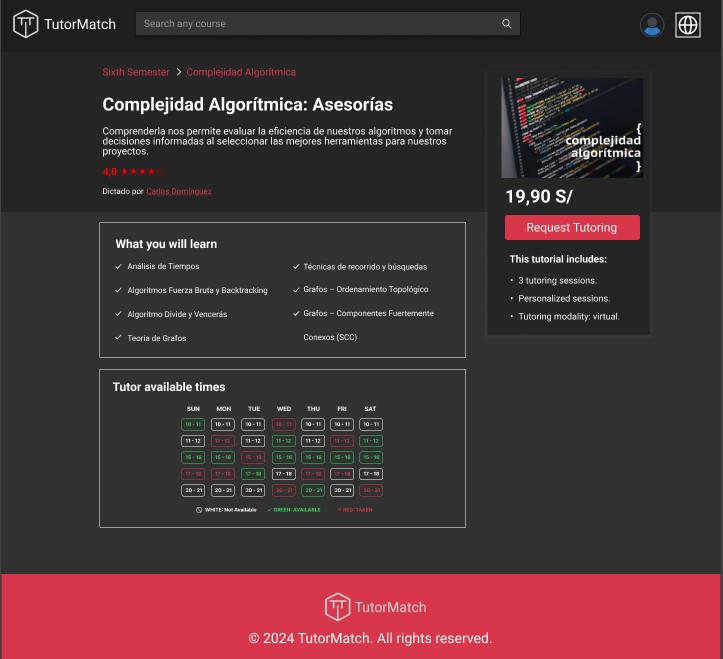 TutorMatch
Search any course
Sixth Semester > Complejidad Algorítmica
Complejidad Algorítmica: Asesorías
Comprenderla nos permite evaluar la eficiencia de nuestros algoritmos y tomar
decisiones informadas al seleccionar las mejores herramientas para nuestros
proyectos.
4,0
Dictado por Carlos Domínguez
{
complejidad
algorítmica
}
19,90 S/
Request Tutoring
This tutorial includes:
• 3 tutoring sessions.
• Personalized sessions.
• Tutoring modality: virtual.
What you will learn
Análisis de Tiempos
Algoritmos Fuerza Bruta y Backtracking
Algoritmo Divide y Vencerás
Teoría de Grafos
Técnicas de recorrido y búsquedas
Grafos – Ordenamiento Topológico
Grafos – Componentes Fuertemente
Conexos (SCC)
Tutor available times
SUN MON TUE WED THU FRI SAT
10 - 11 10 - 11 10 - 11 10 - 11 10 - 11 10 - 11 10 - 11
11 - 12 11 - 12 11 - 12 11 - 12 11 - 12 11 - 12 11 - 12
15 - 16 15 - 16 15 - 16 15 - 16 15 - 16 15 - 16 15 - 16
17 - 18 17 - 18 17 - 18 17 - 18 17 - 18 17 - 18 17 - 18
20 - 21 20 - 21 20 - 21 20 - 21 20 - 21 20 - 21 20 - 21
WHITE: Not Available GREEN: AVAILABLE RED: TAKEN
TutorMatch
© 2024 TutorMatch. All rights reserved.